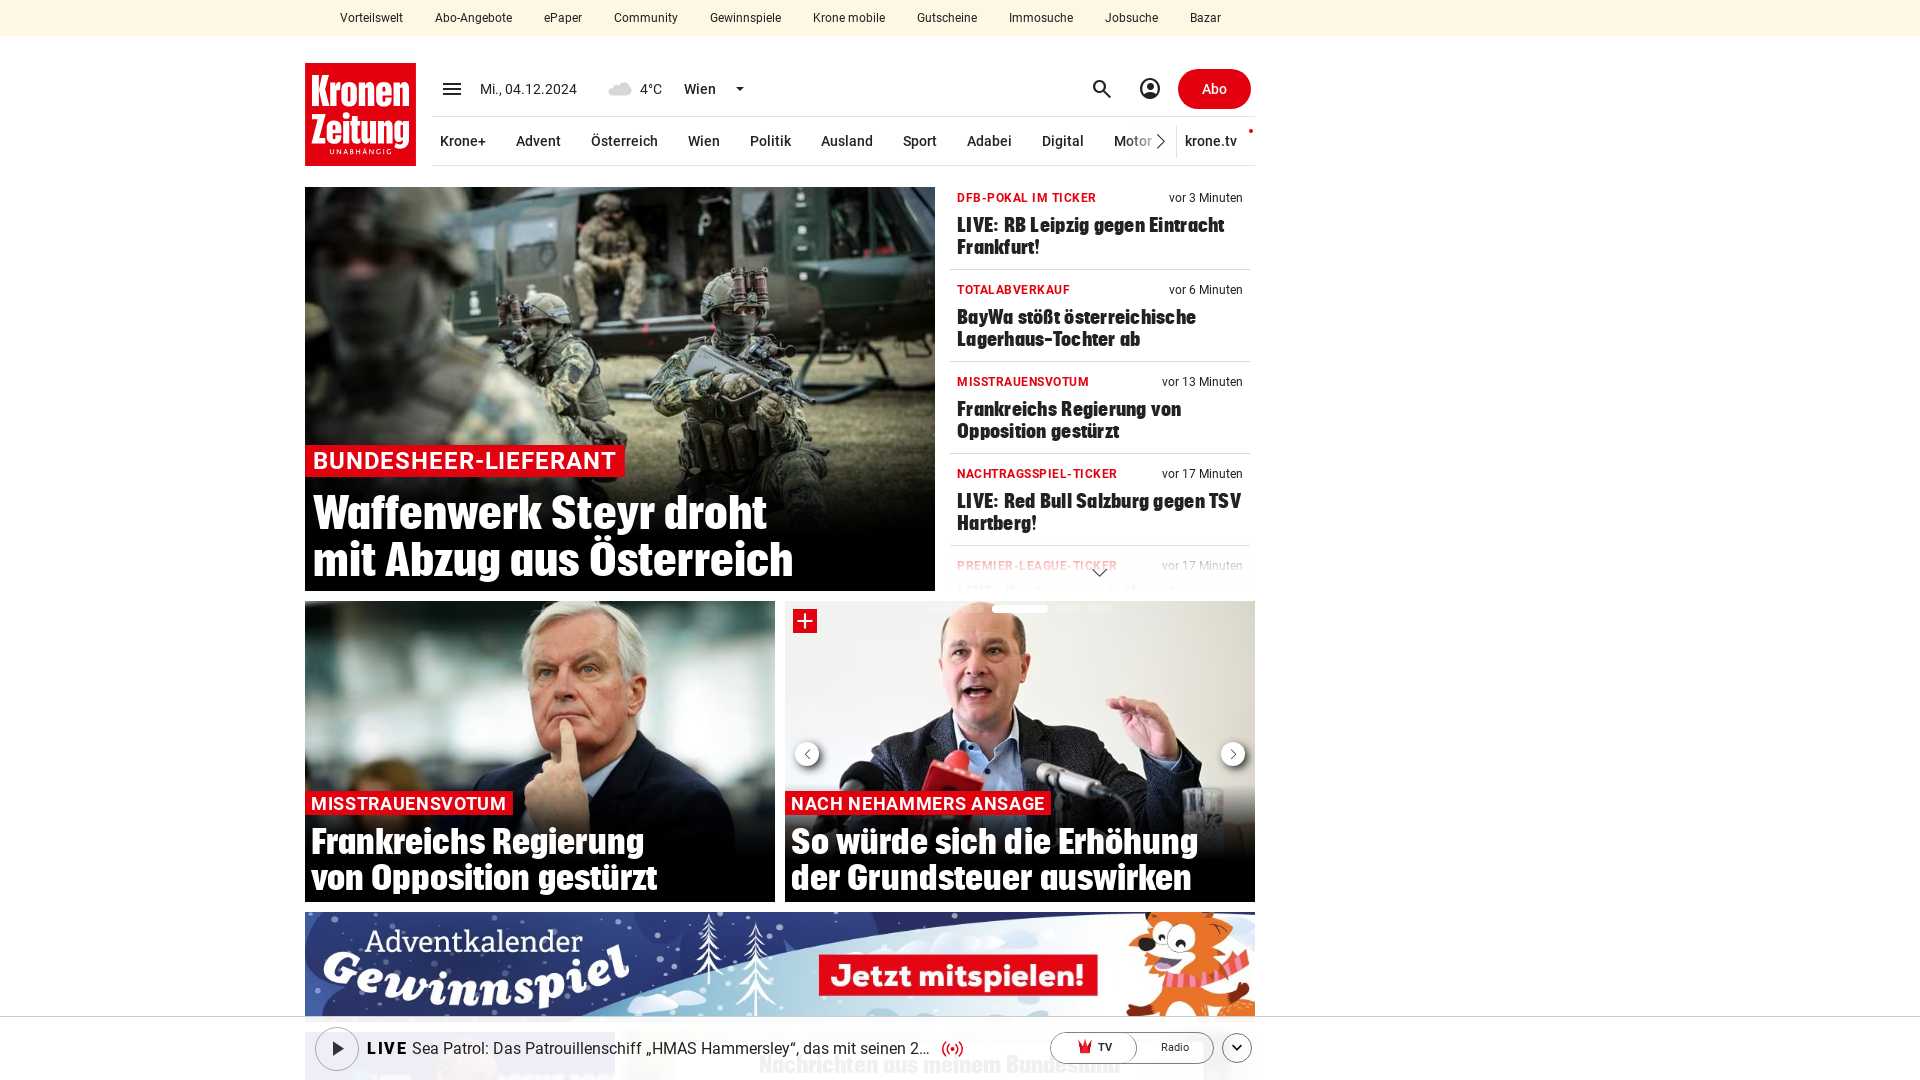 Vorteilswelt Abo-Angebote ePaper Community Gewinnspiele Krone mobile Gutscheine Immosuche Jobsuche Bazar
Kronen
Zeitung
UNABHÄNGIG
Mi., 04.12.2024 4°C Wien Abo
Krone+ Advent Österreich Wien Politik Ausland Sport Adabei Digital Motor krone.tv
BUNDESHEER-LIEFERANT
Waffenwerk Steyr droht
mit Abzug aus Österreich
DFB-POKAL IM TICKER vor 3 Minuten
LIVE: RB Leipzig gegen Eintracht
Frankfurt!
TOTALABVERKAUF vor 6 Minuten
BayWa stößt österreichische
Lagerhaus-Tochter ab
MISSTRAUENSVOTUM vor 13 Minuten
Frankreichs Regierung von
Opposition gestürzt
NACHTRAGSSPIEL-TICKER vor 17 Minuten
LIVE: Red Bull Salzburg gegen TSV
Hartberg!
PREMIER-LEAGUE-TICKER vor 17 Minuten
MISSTRAUENSVOTUM
Frankreichs Regierung
von Opposition gestürzt
NACH NEHAMMERS ANSAGE
So würde sich die Erhöhung
der Grundsteuer auswirken
Adventkalender
Gewinnspiel
Jetzt mitspielen!
LIVE Sea Patrol: Das Patrouillenschiff „HMAS Hammersley“, das mit seinen 2...
TV Radio
Nachrichten aus meinem Bundesland